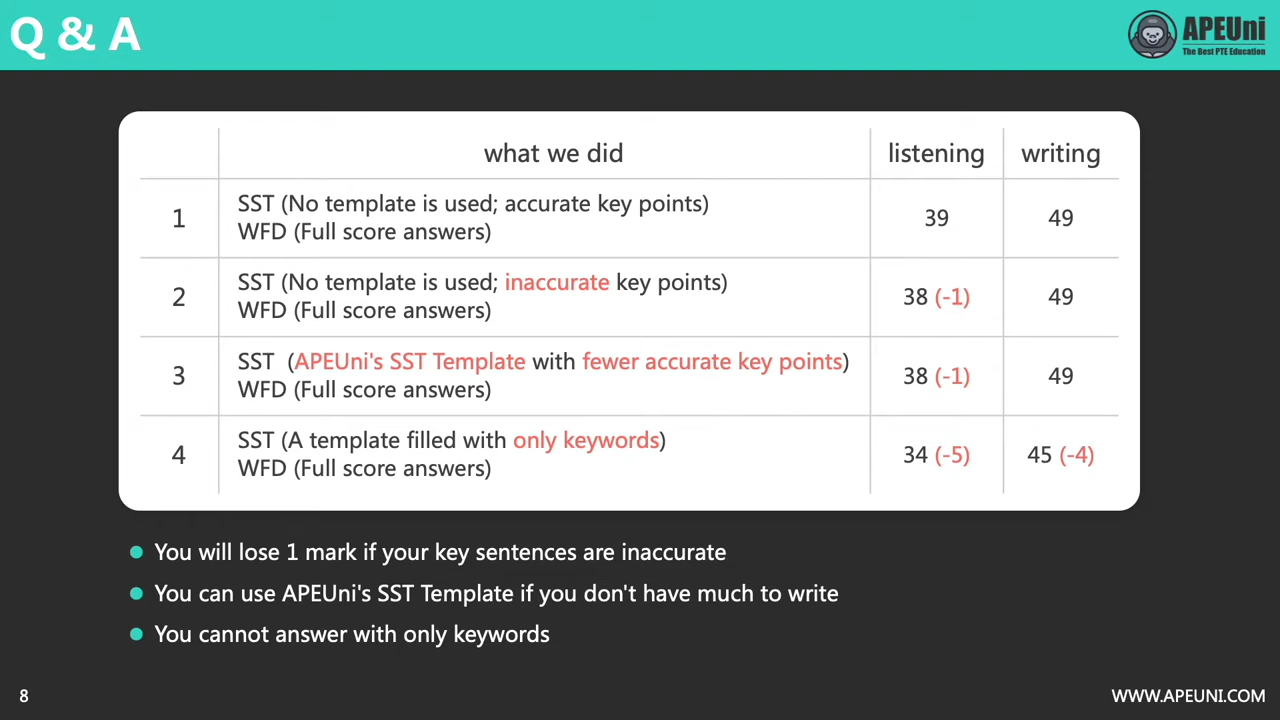 Q & A
APEUni
The Best PTE Education
what we did
listening
writing
1
SST (No template is used; accurate key points)
WFD (Full score answers)
39
49
2
SST (No template is used; inaccurate key points)
WFD (Full score answers)
38 (-1)
49
3
SST (APEUni's SST Template with fewer accurate key points)
WFD (Full score answers)
38 (-1)
49
4
SST (A template filled with only keywords)
WFD (Full score answers)
34 (-5)
45 (-4)
You will lose 1 mark if your key sentences are inaccurate
You can use APEUni's SST Template if you don't have much to write
You cannot answer with only keywords
8
WWW.APEUNI.COM